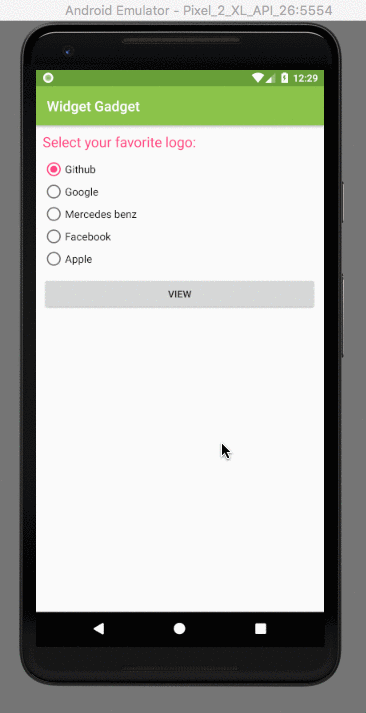 Android Emulator - Pixel_2_XL_API_26:5554
12:29
Widget Gadget
Select your favorite logo:
Github
Google
Mercedes benz
Facebook
Apple
VIEW